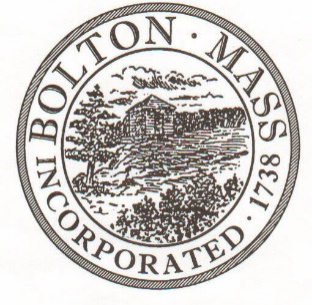 BOLTON · MASS
INCORPORATED · 1738